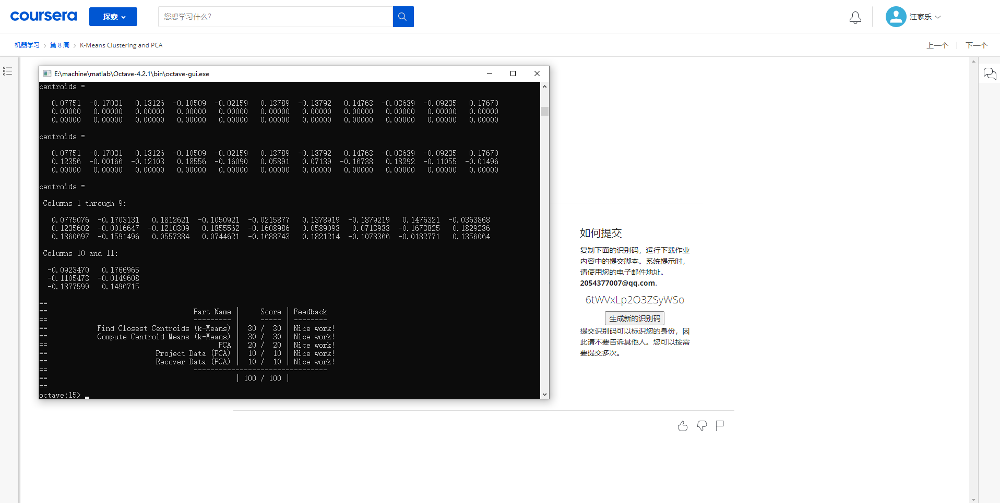 coursera 探索 您想学习什么? 汪家乐
机器学习 第 8 周 K-Means Clustering and PCA 上一个 下一个
E:\machine\matlab\Octave-4.2.1\bin\octave-gui.exe
centroids =
0.07751 -0.17031 0.18126 -0.10509 -0.02159 0.13789 -0.18792 0.14763 -0.03639 -0.09235 0.17670
0.00000 0.00000 0.00000 0.00000 0.00000 0.00000 0.00000 0.00000 0.00000 0.00000 0.00000
0.00000 0.00000 0.00000 0.00000 0.00000 0.00000 0.00000 0.00000 0.00000 0.00000 0.00000
centroids =
0.07751 -0.17031 0.18126 -0.10509 -0.02159 0.13789 -0.18792 0.14763 -0.03639 -0.09235 0.17670
0.12356 -0.00166 -0.12103 0.18556 -0.16090 0.05891 0.07139 -0.16738 0.18292 -0.11055 -0.01496
0.00000 0.00000 0.00000 0.00000 0.00000 0.00000 0.00000 0.00000 0.00000 0.00000 0.00000
centroids =
Columns 1 through 9:
0.0775076 -0.1703131 0.1812621 -0.1050921 -0.0215877 0.1378919 -0.1879219 0.1476321 -0.0363868
0.1235602 -0.0016647 -0.1210309 0.1855562 -0.1608986 0.0589093 0.0713933 -0.1673825 0.1829236
0.1860697 -0.1591496 0.0557384 0.0744621 -0.1688743 0.1821214 -0.1078366 -0.0182771 0.1356064
Columns 10 and 11:
-0.0923470 0.1766965
-0.1105473 -0.0149608
-0.1877599 0.1496715
==
== Part Name | Score | Feedback
== --------- | ----- | --------
== Find Closest Centroids (k-Means) | 30 / 30 | Nice work!
== Compute Centroid Means (k-Means) | 30 / 30 | Nice work!
== PCA | 20 / 20 | Nice work!
== Project Data (PCA) | 10 / 10 | Nice work!
== Recover Data (PCA) | 10 / 10 | Nice work!
== --------------------------------
== | 100 / 100 |
==
octave:15>
如何提交
复制下面的识别码，运行下载作业
内容中的提交脚本。系统提示时，
请使用您的电子邮件地址。
2054377007@qq.com.
6tWVxLp2O3ZSyWSo
生成新的识别码
提交识别码可以标识您的身份，因
此请不要告诉其他人。您可以按需
要提交多次。